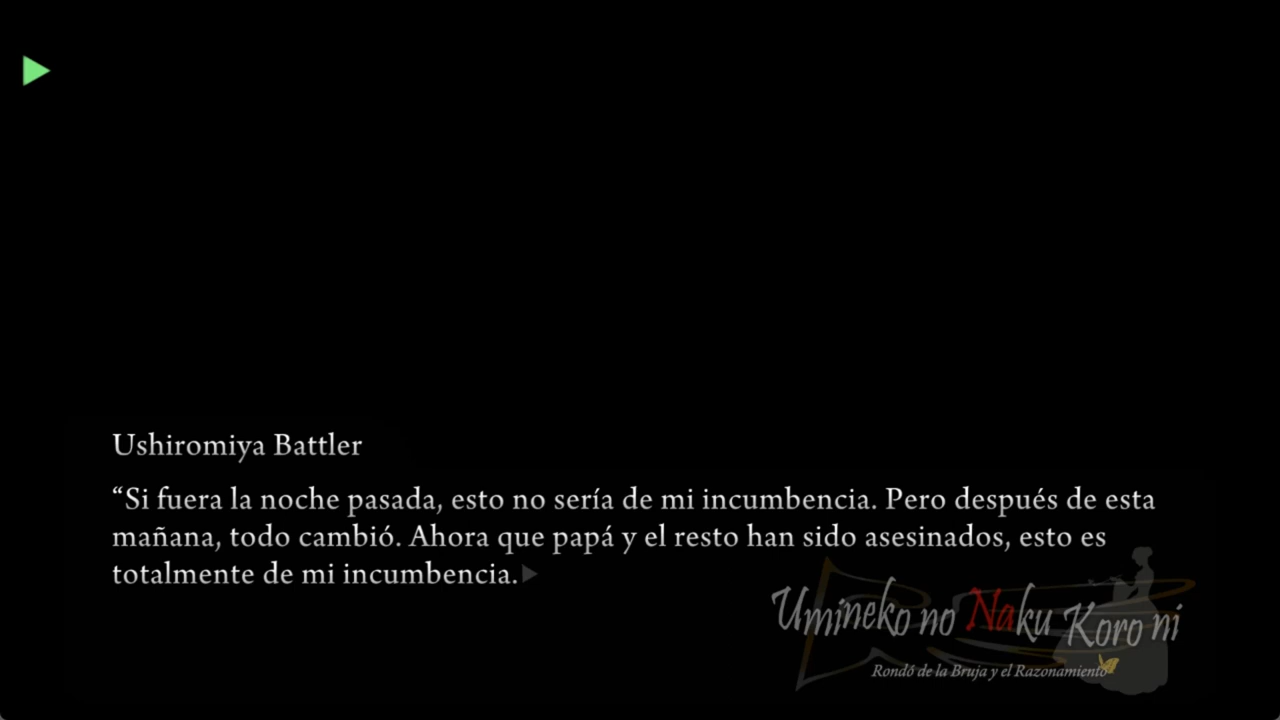 Ushiromiya Battler
“Si fuera la noche pasada, esto no sería de mi incumbencia. Pero después de esta
mañana, todo cambió. Ahora que papá y el resto han sido asesinados, esto es
totalmente de mi incumbencia.
Umineko no Naku Koro ni
Rondó de la Bruja y el Razonamiento